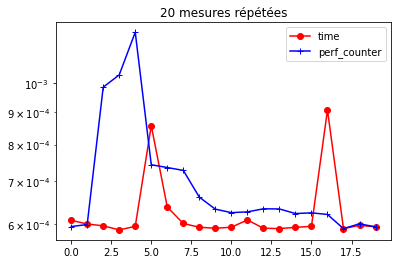 20 mesures répétées
time
perf_counter
10⁻³
9 × 10⁻⁴
8 × 10⁻⁴
7 × 10⁻⁴
6 × 10⁻⁴
0.0 2.5 5.0 7.5 10.0 12.5 15.0 17.5